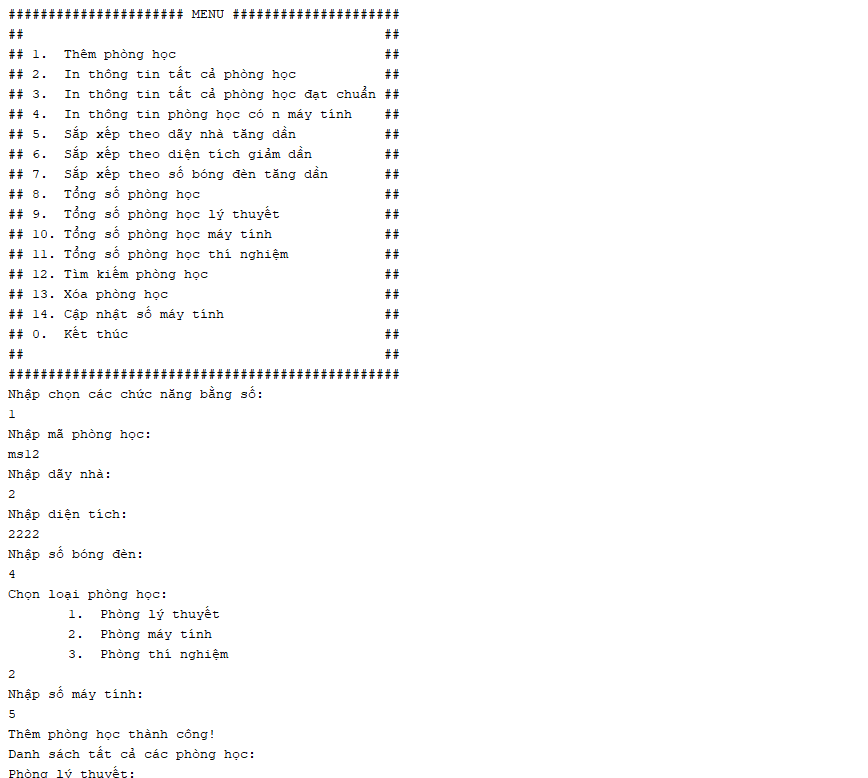 ###################### MENU #####################
##                                             ##
## 1.  Thêm phòng học                          ##
## 2.  In thông tin tất cả phòng học           ##
## 3.  In thông tin tất cả phòng học đạt chuẩn ##
## 4.  In thông tin phòng học có n máy tính    ##
## 5.  Sắp xếp theo dãy nhà tăng dần           ##
## 6.  Sắp xếp theo diện tích giảm dần         ##
## 7.  Sắp xếp theo số bóng đèn tăng dần       ##
## 8.  Tổng số phòng học                       ##
## 9.  Tổng số phòng học lý thuyết             ##
## 10. Tổng số phòng học máy tính              ##
## 11. Tổng số phòng học thí nghiệm            ##
## 12. Tìm kiếm phòng học                      ##
## 13. Xóa phòng học                           ##
## 14. Cập nhật số máy tính                    ##
## 0.  Kết thúc                                ##
##                                             ##
#################################################
Nhập chọn các chức năng bằng số:
1
Nhập mã phòng học:
ms12
Nhập dãy nhà:
2
Nhập diện tích:
2222
Nhập số bóng đèn:
4
Chọn loại phòng học:
1.  Phòng lý thuyết
2.  Phòng máy tính
3.  Phòng thí nghiệm
2
Nhập số máy tính:
5
Thêm phòng học thành công!
Danh sách tất cả các phòng học:
Phòng lý thuyết: